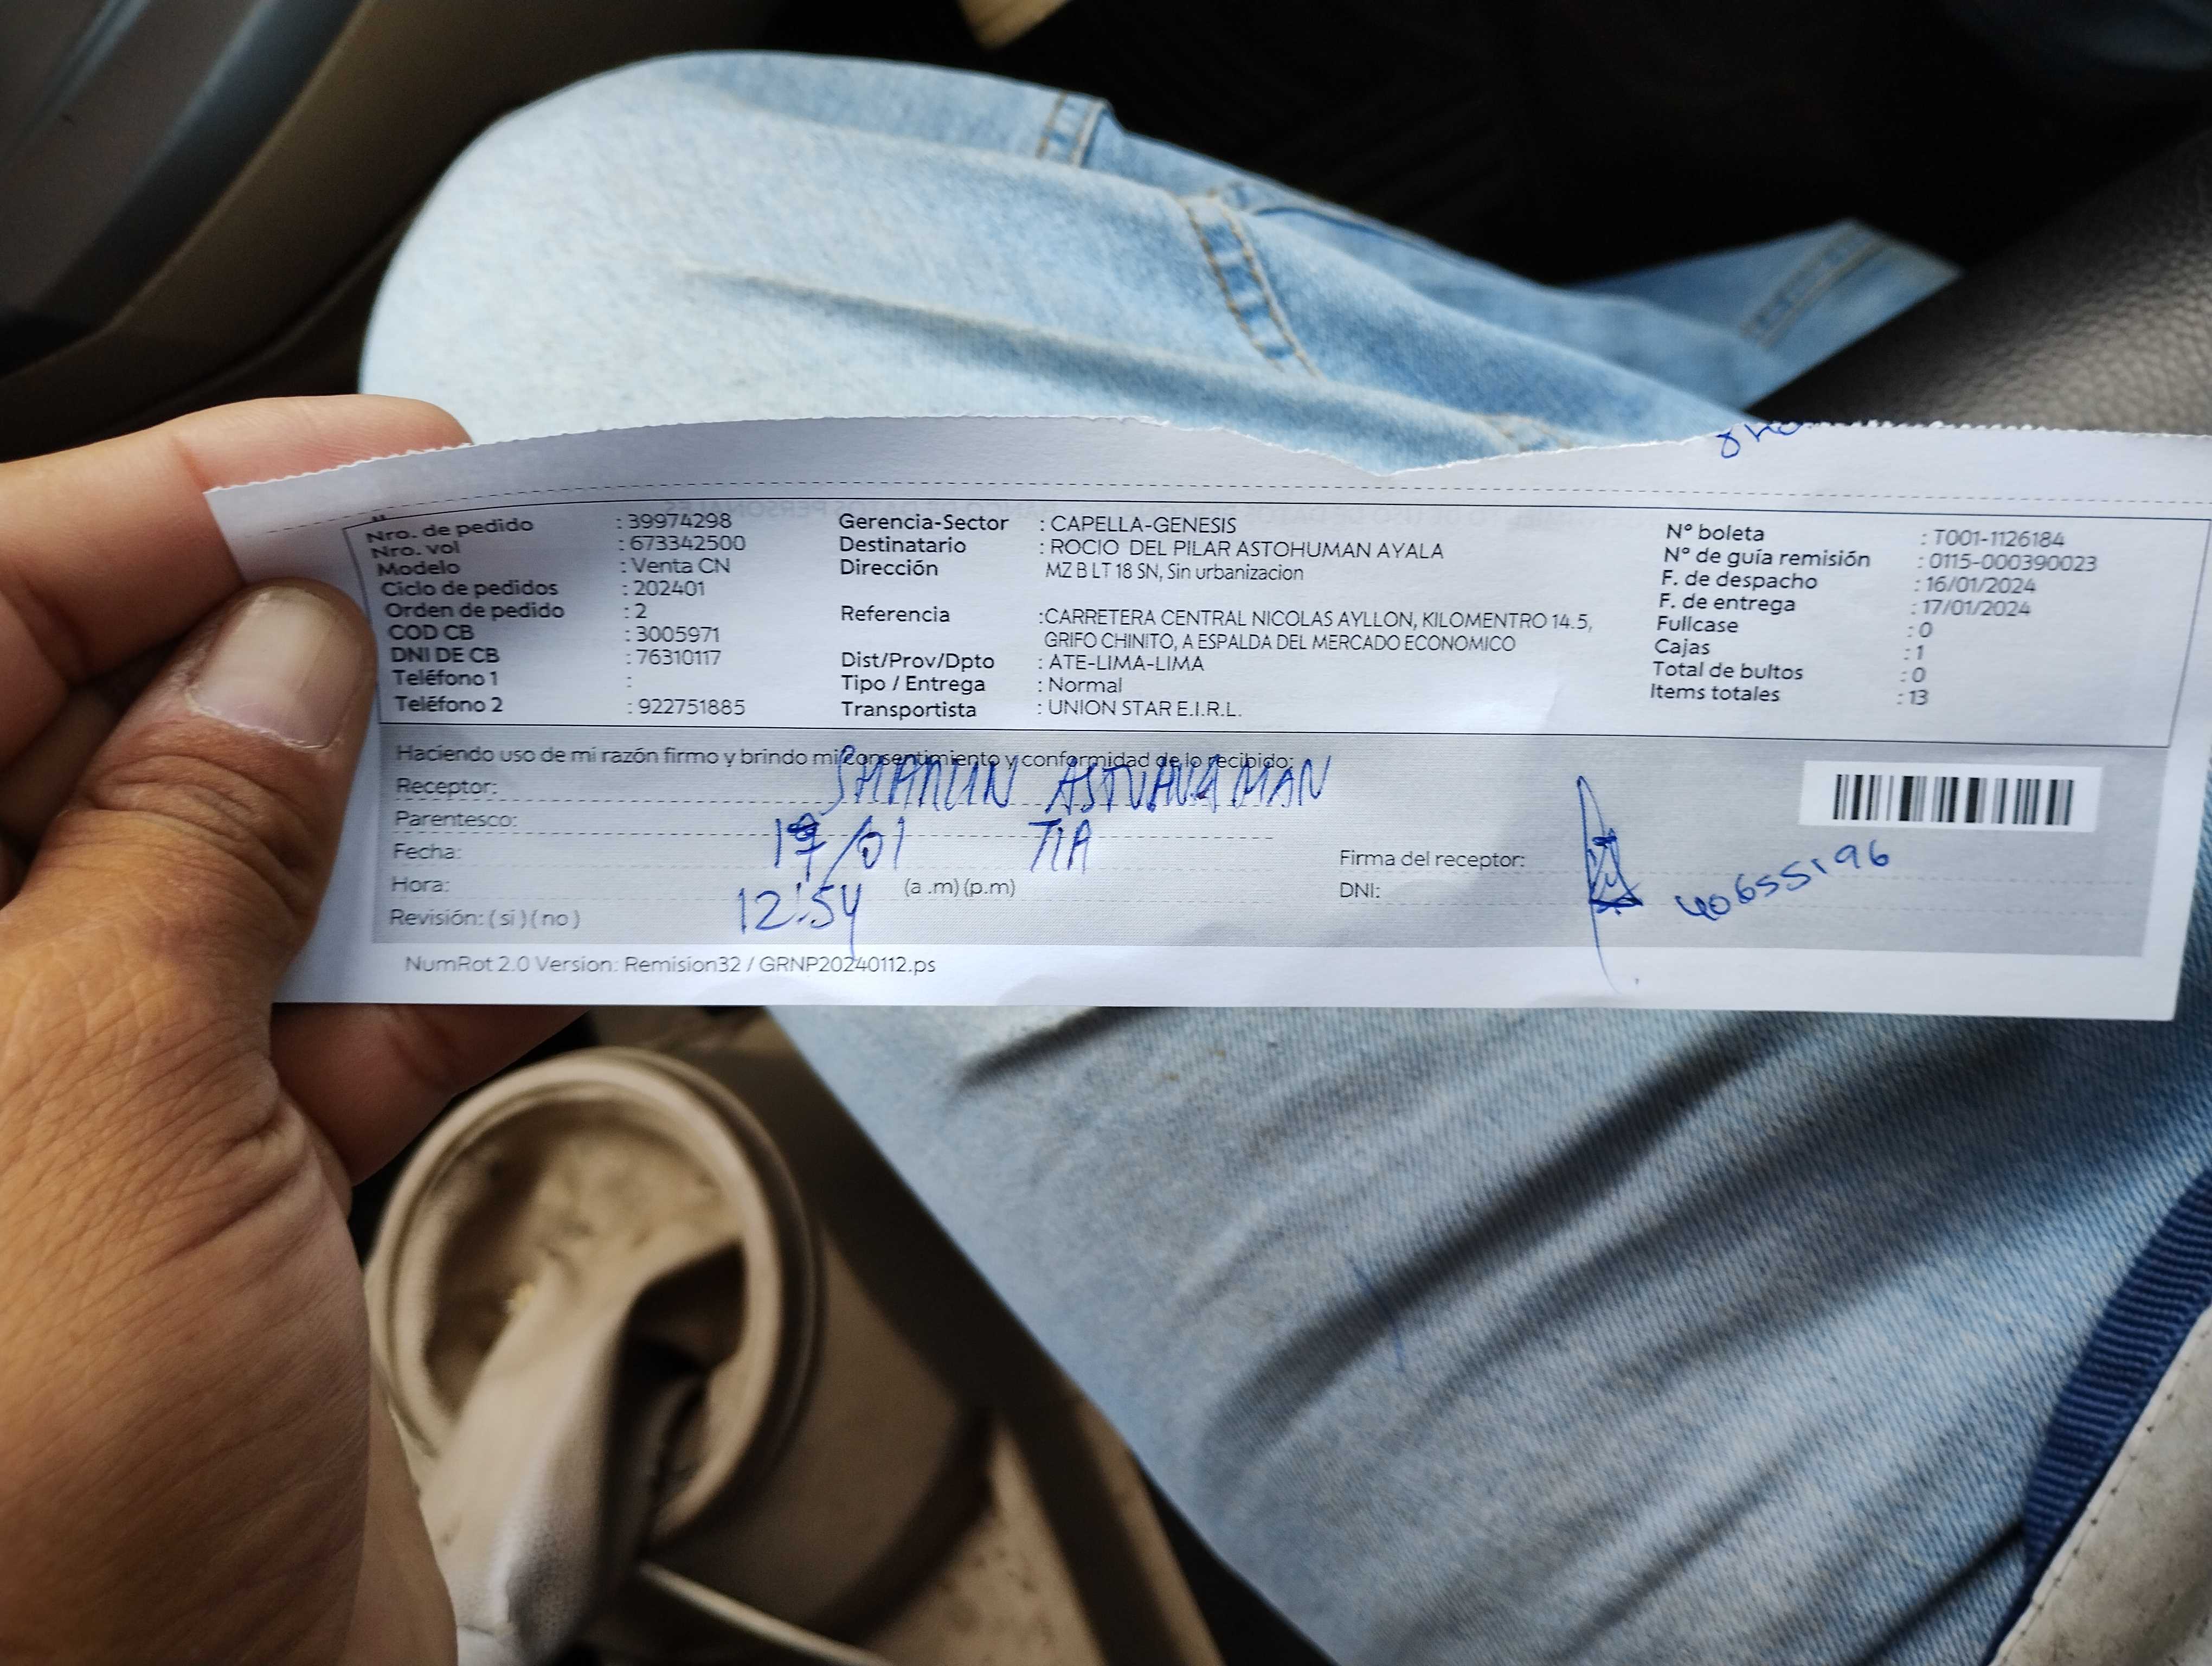 Nro. de pedido : 39974298
Nro. vol : 673342500
Modelo : Venta CN
Ciclo de pedidos : 202401
Orden de pedido : 2
COD CB : 3005971
DNI DE CB : 76310117
Teléfono 1 :
Teléfono 2 : 922751885
Gerencia-Sector : CAPELLA-GENESIS
Destinatario : ROCIO DEL PILAR ASTOHUMAN AYALA
Dirección MZ B LT 18 SN, Sin urbanizacion
Referencia :CARRETERA CENTRAL NICOLAS AYLLON, KILOMENTRO 14.5,
GRIFO CHINITO, A ESPALDA DEL MERCADO ECONOMICO
Dist/Prov/Dpto : ATE-LIMA-LIMA
Tipo / Entrega : Normal
Transportista : UNION STAR E.I.R.L.
N° boleta : T001-1126184
N° de guía remisión : 0115-000390023
F. de despacho : 16/01/2024
F. de entrega : 17/01/2024
Fullcase : 0
Cajas : 1
Total de bultos : 0
Items totales : 13
Haciendo uso de mi razón firmo y brindo mi consentimiento y conformidad de lo recibido:
Receptor: ASTUHUAMAN
Parentesco: TIA
Fecha: 17/01
Hora: 12:54 (a .m) (p.m)
Revisión: ( si ) ( no )
Firma del receptor:
DNI: 40655196
NumRot 2.0 Version: Remision32 / GRNP20240112.ps